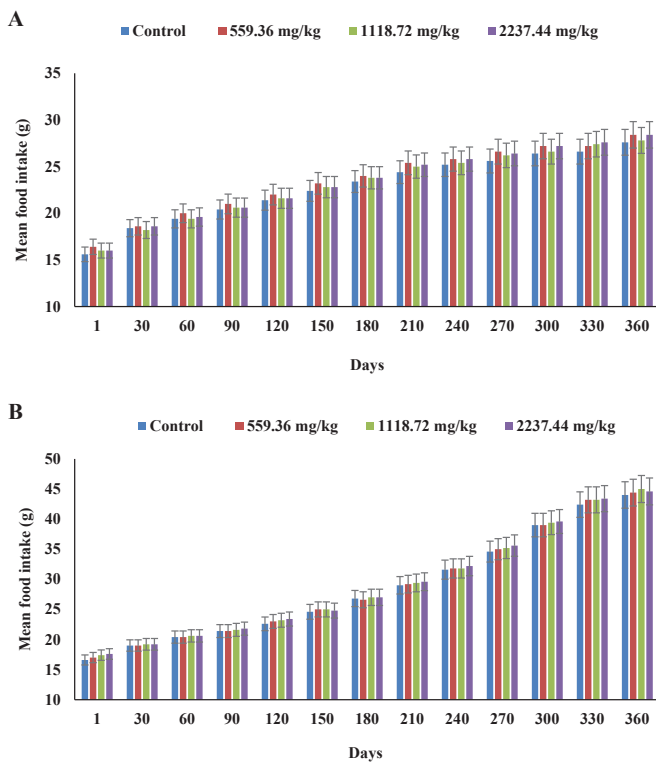 A
Control 559.36 mg/kg 1118.72 mg/kg 2237.44 mg/kg
Mean food intake (g)
35
30
25
20
15
10
1 30 60 90 120 150 180 210 240 270 300 330 360
Days
B
Control 559.36 mg/kg 1118.72 mg/kg 2237.44 mg/kg
Mean food intake (g)
50
45
40
35
30
25
20
15
10
1 30 60 90 120 150 180 210 240 270 300 330 360
Days